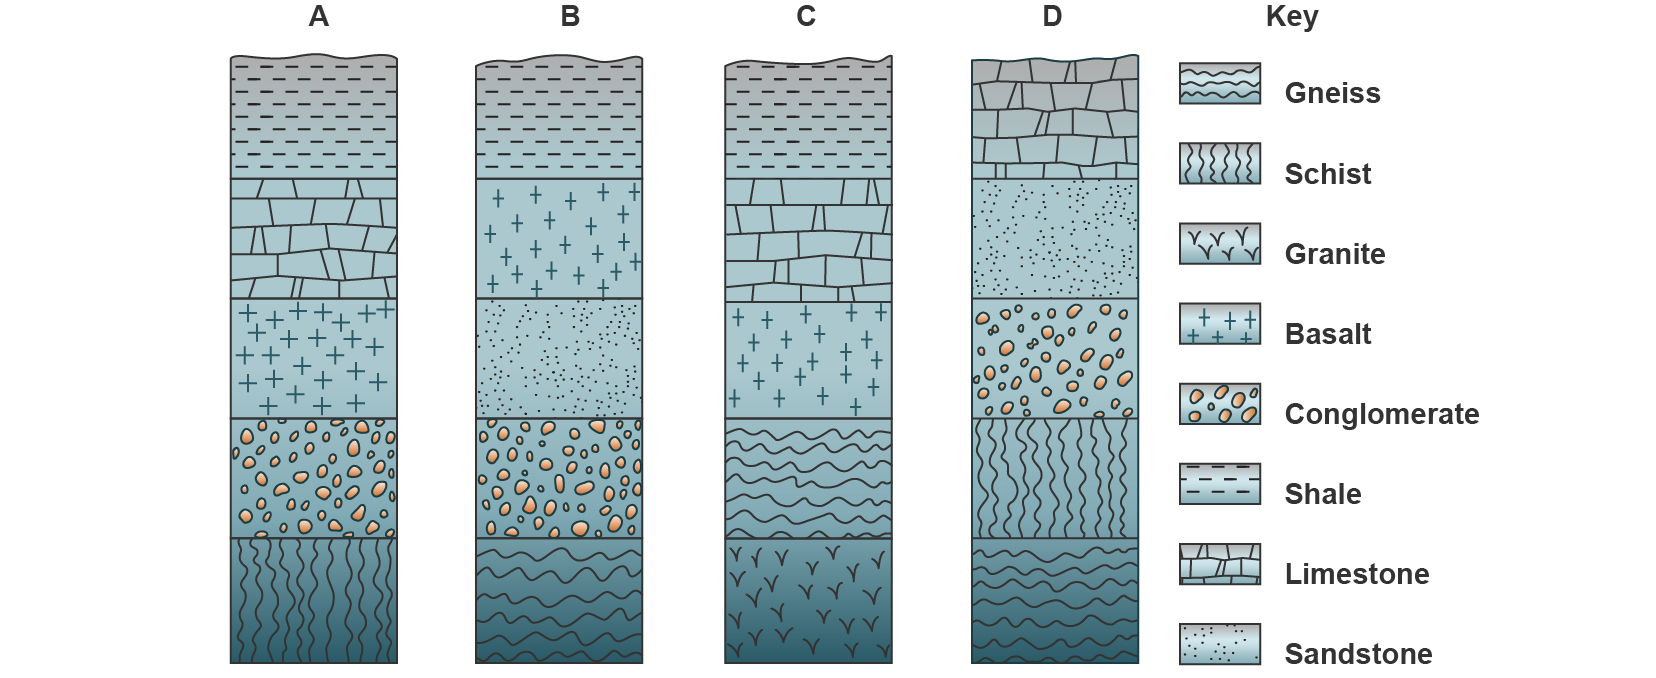 A B C D Key
Gneiss
Schist
Granite
Basalt
Conglomerate
Shale
Limestone
Sandstone